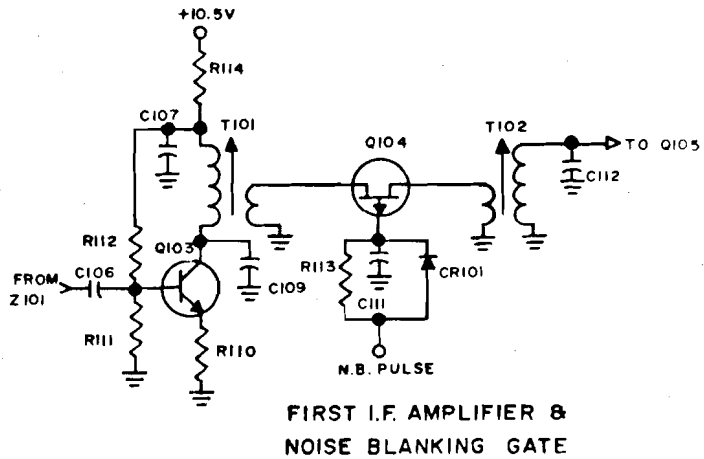 +10.5V
R114
C107
T101
Q104
T102
TO Q105
C112
R112
Q103
C106
FROM
Z101
R113
CR101
C109
C111
R111
R110
N.B. PULSE
FIRST I.F. AMPLIFIER &
NOISE BLANKING GATE